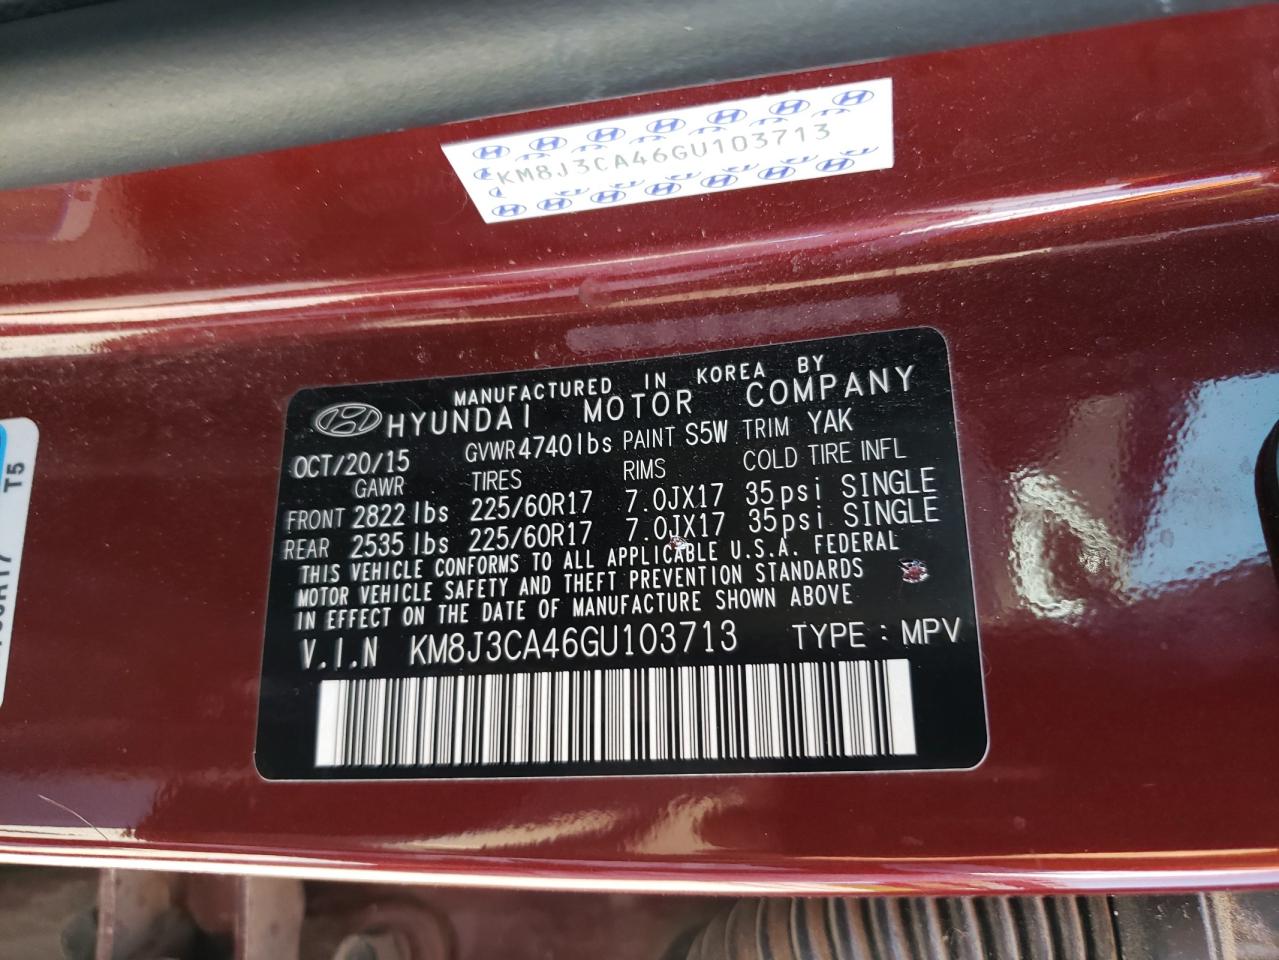 KM8J3CA46GU103713
MANUFACTURED IN KOREA BY
HYUNDAI MOTOR COMPANY
OCT/20/15 GVWR 4740lbs PAINT S5W TRIM YAK
GAWR TIRES RIMS COLD TIRE INFL
FRONT 2822 lbs 225/60R17 7.0JX17 35psi SINGLE
REAR 2535 lbs 225/60R17 7.0JX17 35psi SINGLE
THIS VEHICLE CONFORMS TO ALL APPLICABLE U.S.A. FEDERAL
MOTOR VEHICLE SAFETY AND THEFT PREVENTION STANDARDS
IN EFFECT ON THE DATE OF MANUFACTURE SHOWN ABOVE
V.I.N KM8J3CA46GU103713 TYPE : MPV
T5